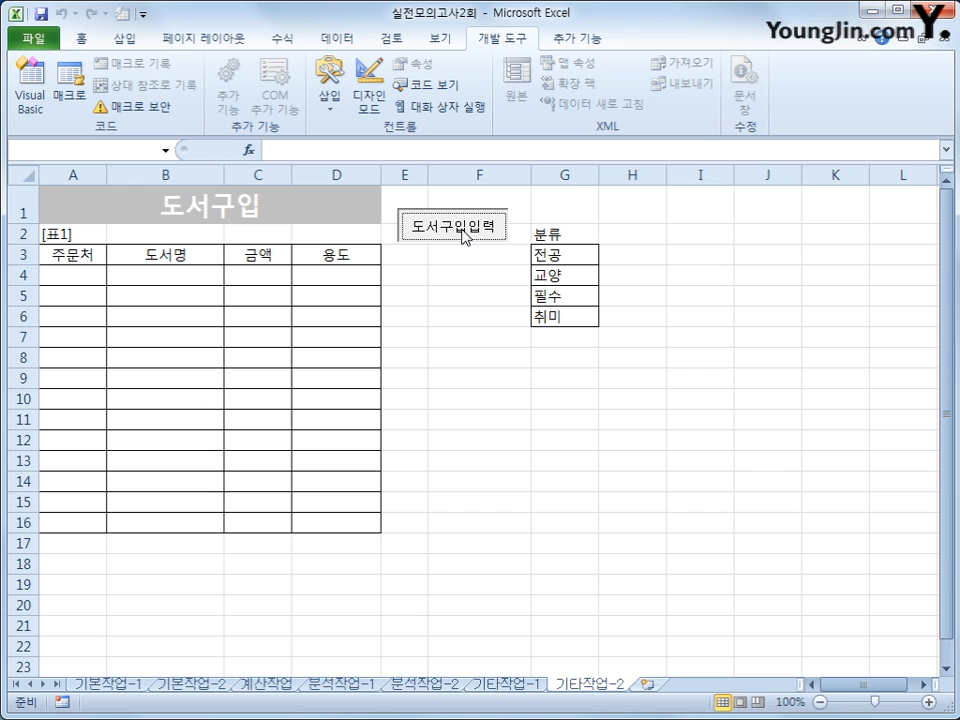 실전모의고사2회 - Microsoft Excel
Younglin.com Y.
파일 홈 삽입 페이지 레이아웃 수식 데이터 검토 보기 개발 도구 추가 기능
Visual Basic
매크로
매크로 기록
상대 참조로 기록
매크로 보안
코드
추가 기능
COM 추가 기능
추가 기능
삽입
디자인 모드
속성
코드 보기
대화 상자 실행
컨트롤
원본
맵 속성
확장 팩
데이터 새로 고침
가져오기
내보내기
XML
문서 창
수정
fx
A B C D E F G H I J K L
1 도서구입
도서구입입력
2 [표1] 분류
3 주문처 도서명 금액 용도 전공
4 교양
5 필수
6 취미
7
8
9
10
11
12
13
14
15
16
17
18
19
20
21
22
23
기본작업-1 기본작업-2 계산작업 분석작업-1 분석작업-2 기타작업-1 기타작업-2
준비 100%